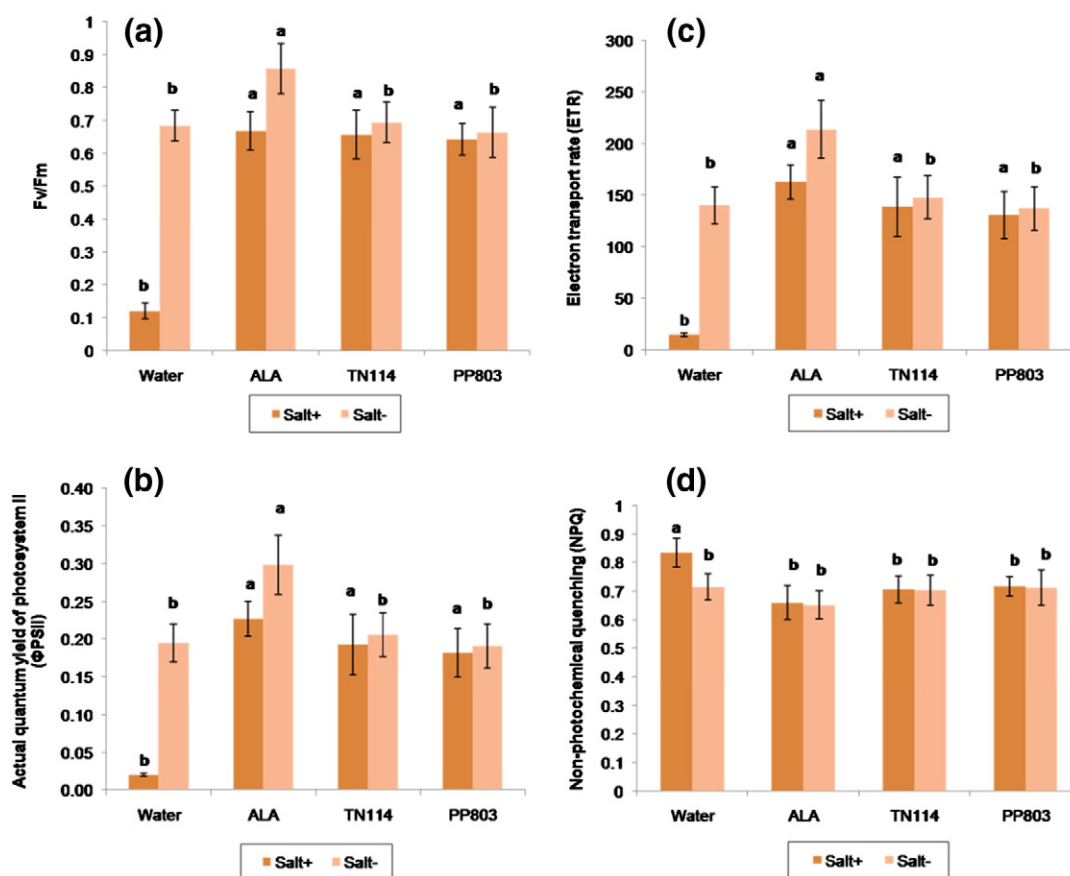 (a)
Fv/Fm
1
0.9
0.8
0.7
0.6
0.5
0.4
0.3
0.2
0.1
0
b b a a a b a b
Water ALA TN114 PP803
Salt+ Salt-
(c)
Electron transport rate (ETR)
300
250
200
150
100
50
0
b b a a a b a b
Water ALA TN114 PP803
Salt+ Salt-
(b)
Actual quantum yield of photosystem II
(ΦPSII)
0.40
0.35
0.30
0.25
0.20
0.15
0.10
0.05
0.00
b b a a a b a b
Water ALA TN114 PP803
Salt+ Salt-
(d)
Non-photochemical quenching (NPQ)
1
0.9
0.8
0.7
0.6
0.5
0.4
0.3
0.2
0.1
0
a b b b b b b b
Water ALA TN114 PP803
Salt+ Salt-